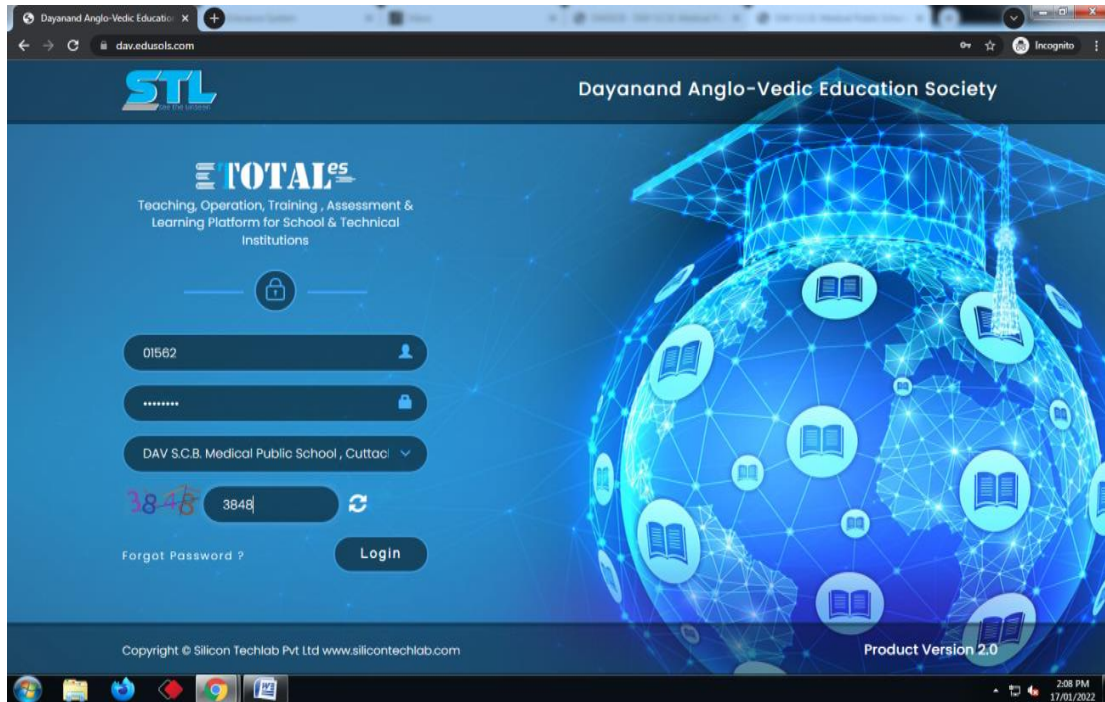 Dayanand Anglo-Vedic Educatio
dav.edusols.com
Incognito
STL
Dayanand Anglo-Vedic Education Society
TOTALes
Teaching, Operation, Training , Assessment &
Learning Platform for School & Technical
Institutions
01562
••••••••
DAV S.C.B. Medical Public School , Cuttac
3848
3848
Forgot Password ?
Login
Copyright © Silicon Techlab Pvt Ltd www.silicontechlab.com
Product Version 2.0
2:08 PM
17/01/2022